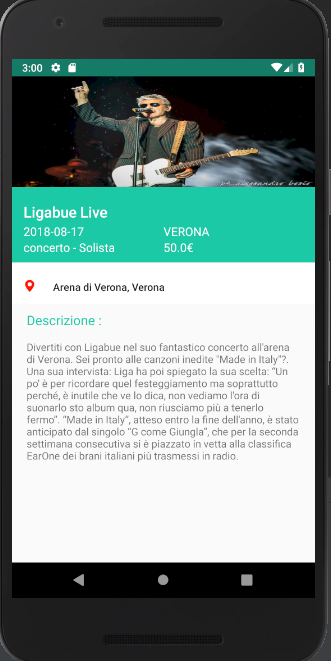 3:00
alessandro bosio
Ligabue Live
2018-08-17 VERONA
concerto - Solista 50.0€
Arena di Verona, Verona
Descrizione :
Divertiti con Ligabue nel suo fantastico concerto all'arena
di Verona. Sei pronto alle canzoni inedite "Made in Italy"?.
Una sua intervista: Liga ha poi spiegato la sua scelta: “Un
po’ è per ricordare quel festeggiamento ma soprattutto
perché, è inutile che ve lo dica, non vediamo l’ora di
suonarlo sto album qua, non riusciamo più a tenerlo
fermo”. “Made in Italy”, atteso entro la fine dell’anno, è stato
anticipato dal singolo “G come Giungla”, che per la seconda
settimana consecutiva si è piazzato in vetta alla classifica
EarOne dei brani italiani più trasmessi in radio.